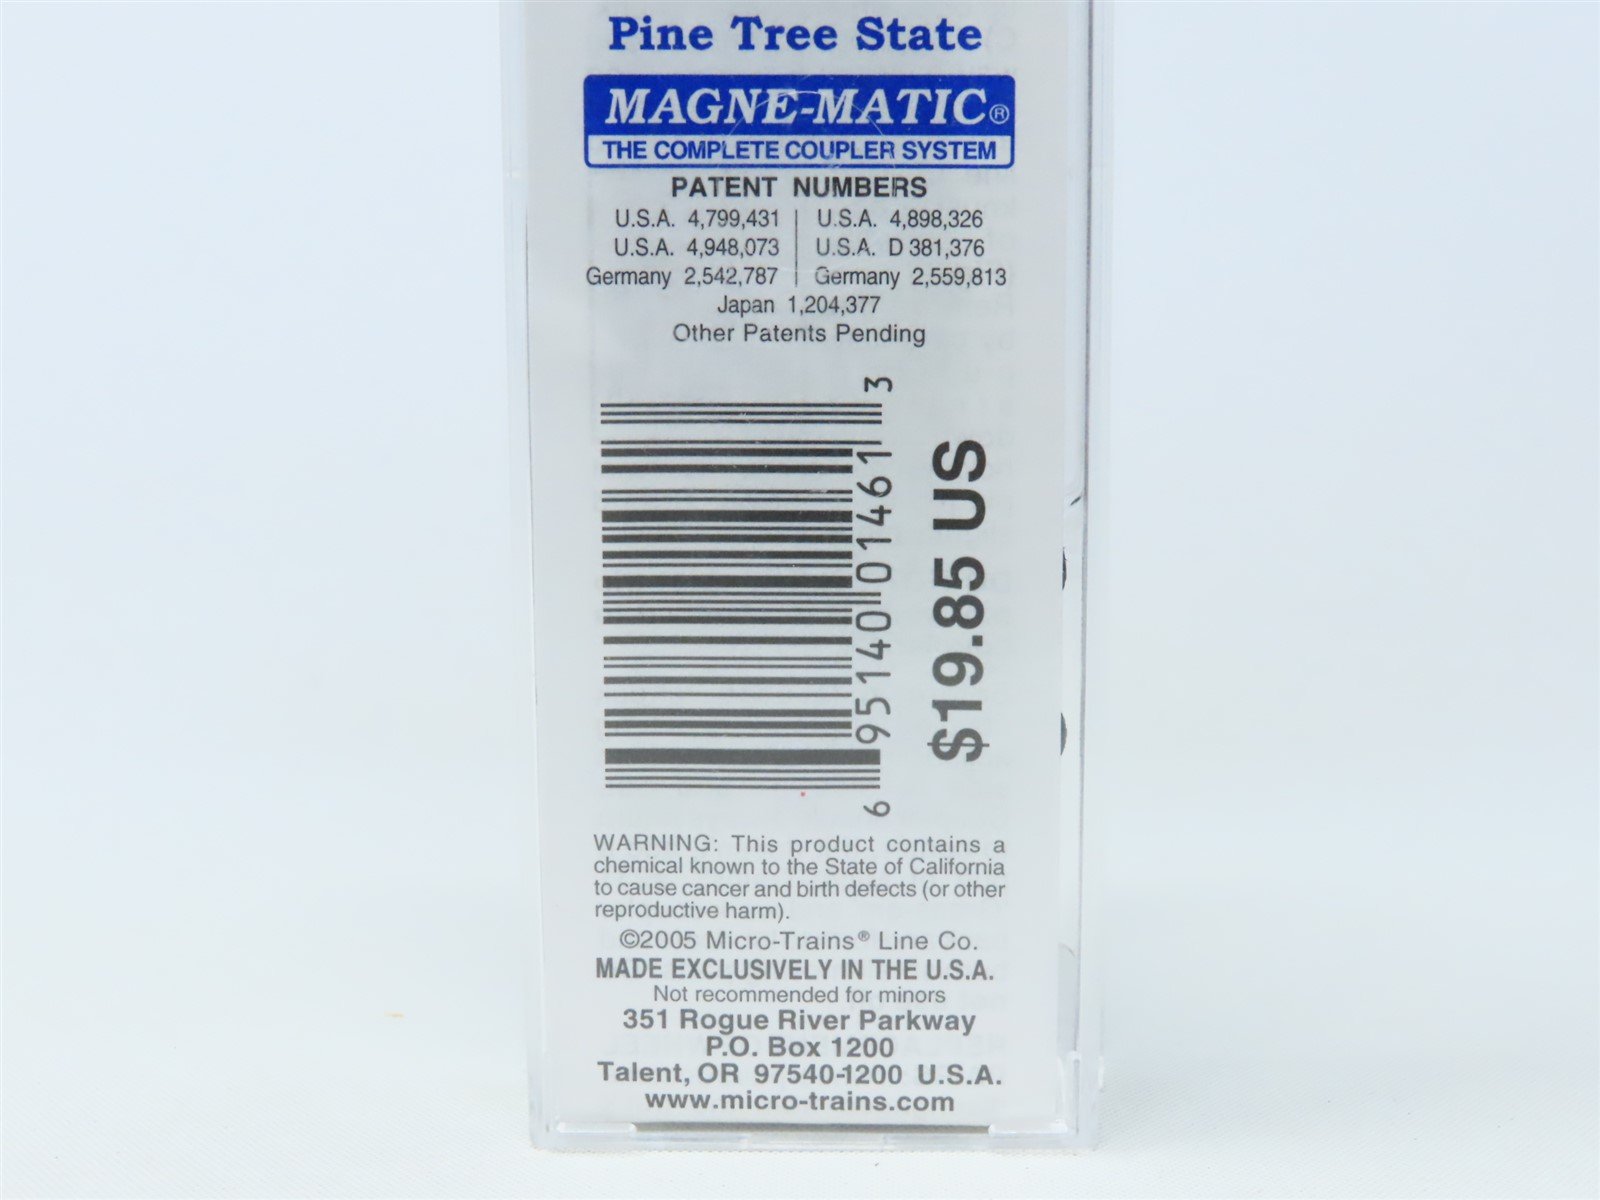 Pine Tree State
MAGNE-MATIC®
THE COMPLETE COUPLER SYSTEM
PATENT NUMBERS
U.S.A. 4,799,431 | U.S.A. 4,898,326
U.S.A. 4,948,073 | U.S.A. D 381,376
Germany 2,542,787 | Germany 2,559,813
Japan 1,204,377
Other Patents Pending
6 95140 01461 3
$19.85 US
WARNING: This product contains a
chemical known to the State of California
to cause cancer and birth defects (or other
reproductive harm).
©2005 Micro-Trains® Line Co.
MADE EXCLUSIVELY IN THE U.S.A.
Not recommended for minors
351 Rogue River Parkway
P.O. Box 1200
Talent, OR 97540-1200 U.S.A.
www.micro-trains.com